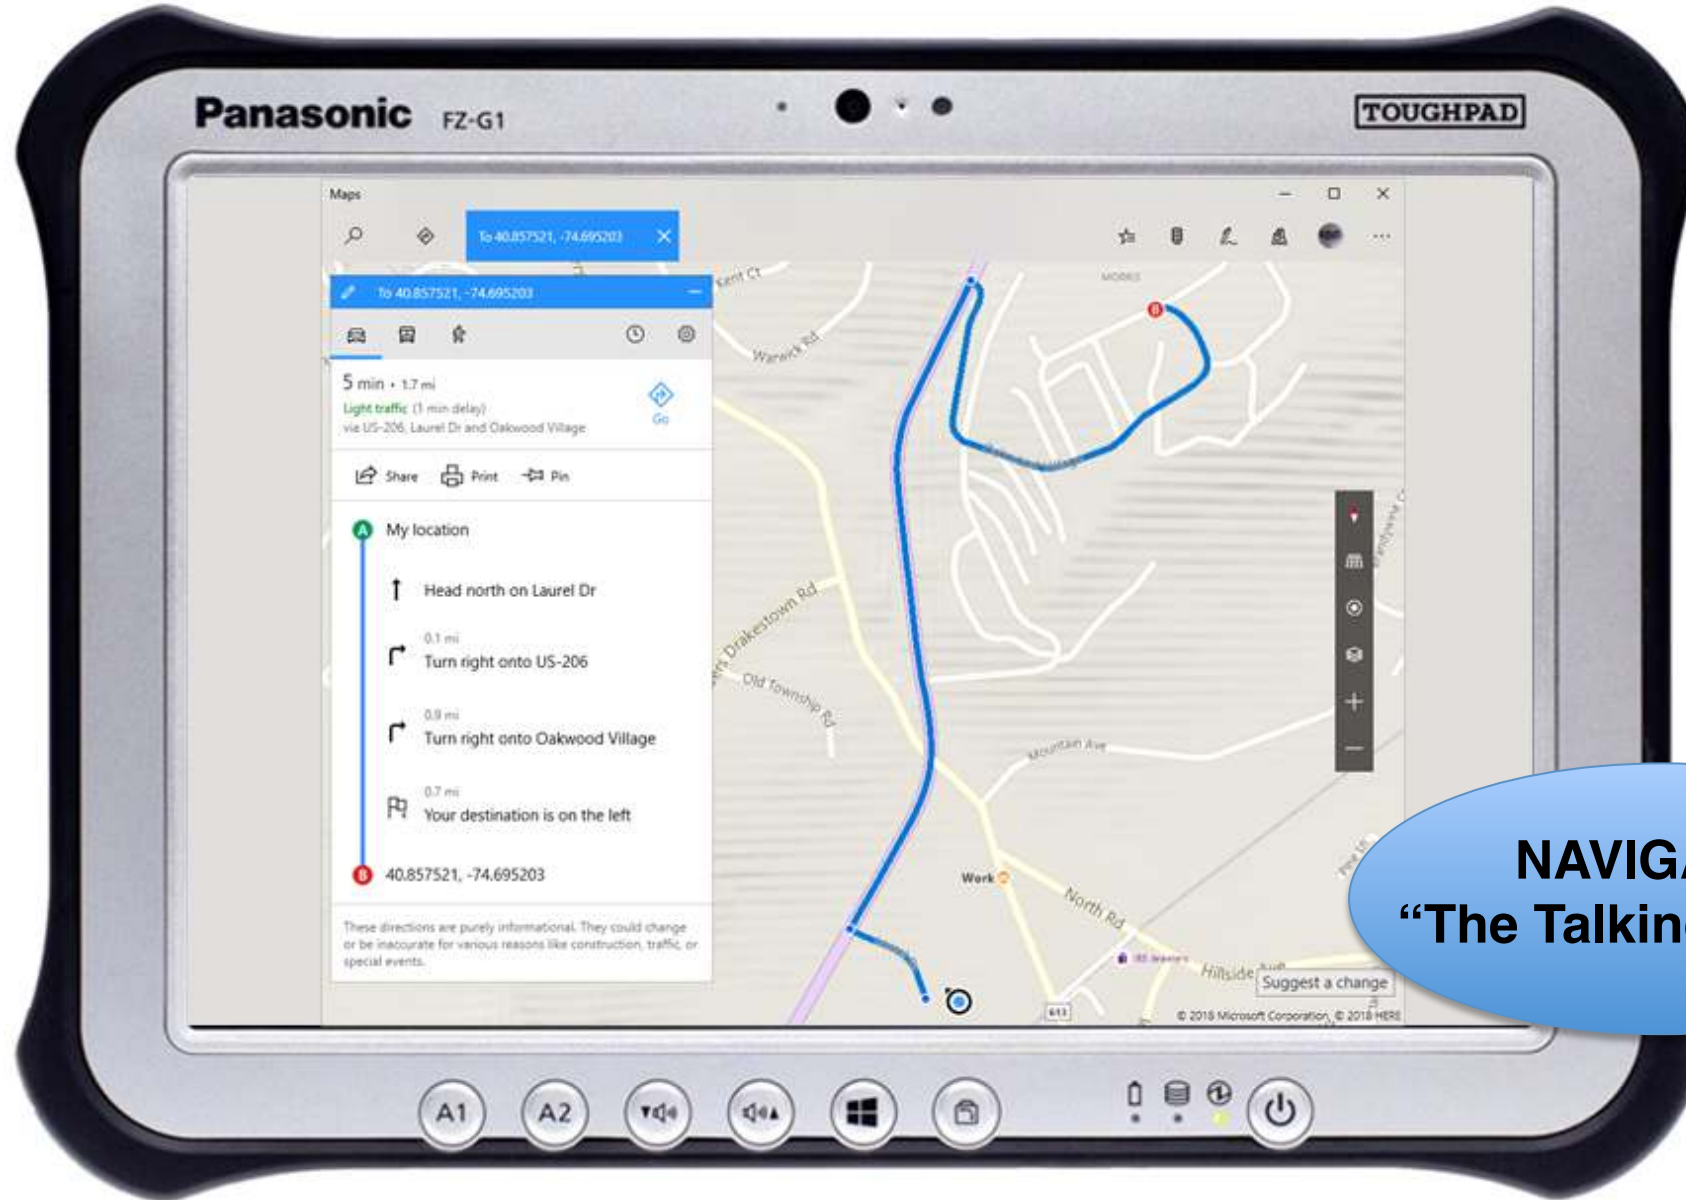 Panasonic FZ-G1
TOUGHPAD
Maps
To 40.857521, -74.695203
To 40.857521, -74.695203
5 min • 1.7 mi
Light traffic (1 min delay)
via US-206, Laurel Dr and Oakwood Village
Go
Share Print Pin
A My location
Head north on Laurel Dr
0.1 mi
Turn right onto US-206
0.9 mi
Turn right onto Oakwood Village
0.7 mi
Your destination is on the left
B 40.857521, -74.695203
These directions are purely informational. They could change
or be inaccurate for various reasons like construction, traffic, or
special events.
Kent Ct
MORRIS
B
Warwick Rd
ers Drakestown Rd
Old Township Rd
Mountain Ave
Work
North Rd
Hillside Ave
Suggest a change
613
© 2018 Microsoft Corporation, © 2018 HERE
NAVIGA
“The Talkin
A1
A2